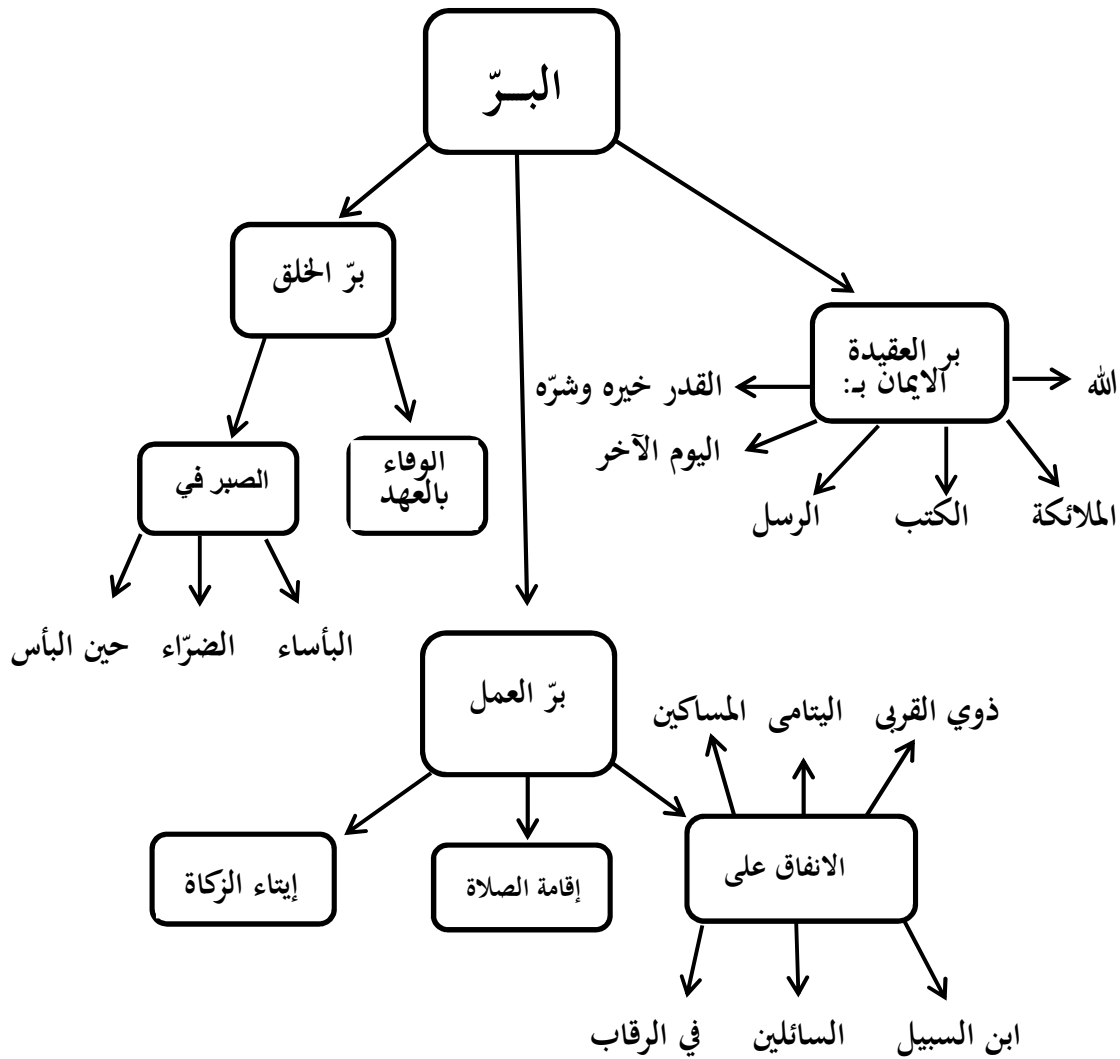 البــرّ
برّ الخلق
بر العقيدة
الايمان بـ:
الله
القدر خيره وشرّه
اليوم الآخر
الملائكة
الكتب
الرسل
الوفاء
بالعهد
الصبر في
البأساء
الضرّاء
حين البأس
برّ العمل
ذوي القربى
اليتامى
المساكين
الانفاق على
إقامة الصلاة
إيتاء الزكاة
ابن السبيل
السائلين
في الرقاب